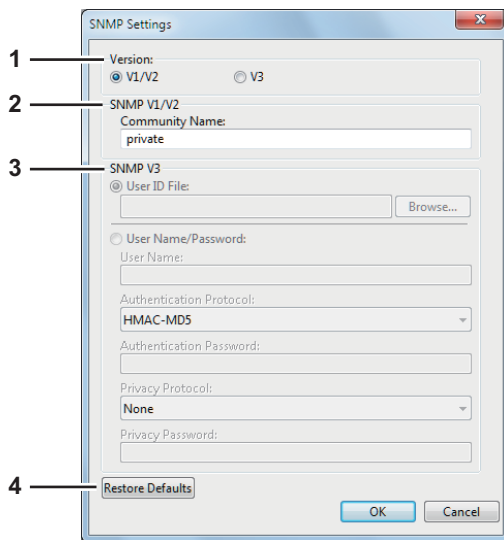 SNMP Settings
1
Version:
V1/V2 V3
2
SNMP V1/V2
Community Name:
private
3
SNMP V3
User ID File:
Browse...
User Name/Password:
User Name:
Authentication Protocol:
HMAC-MD5
Authentication Password:
Privacy Protocol:
None
Privacy Password:
4
Restore Defaults
OK Cancel